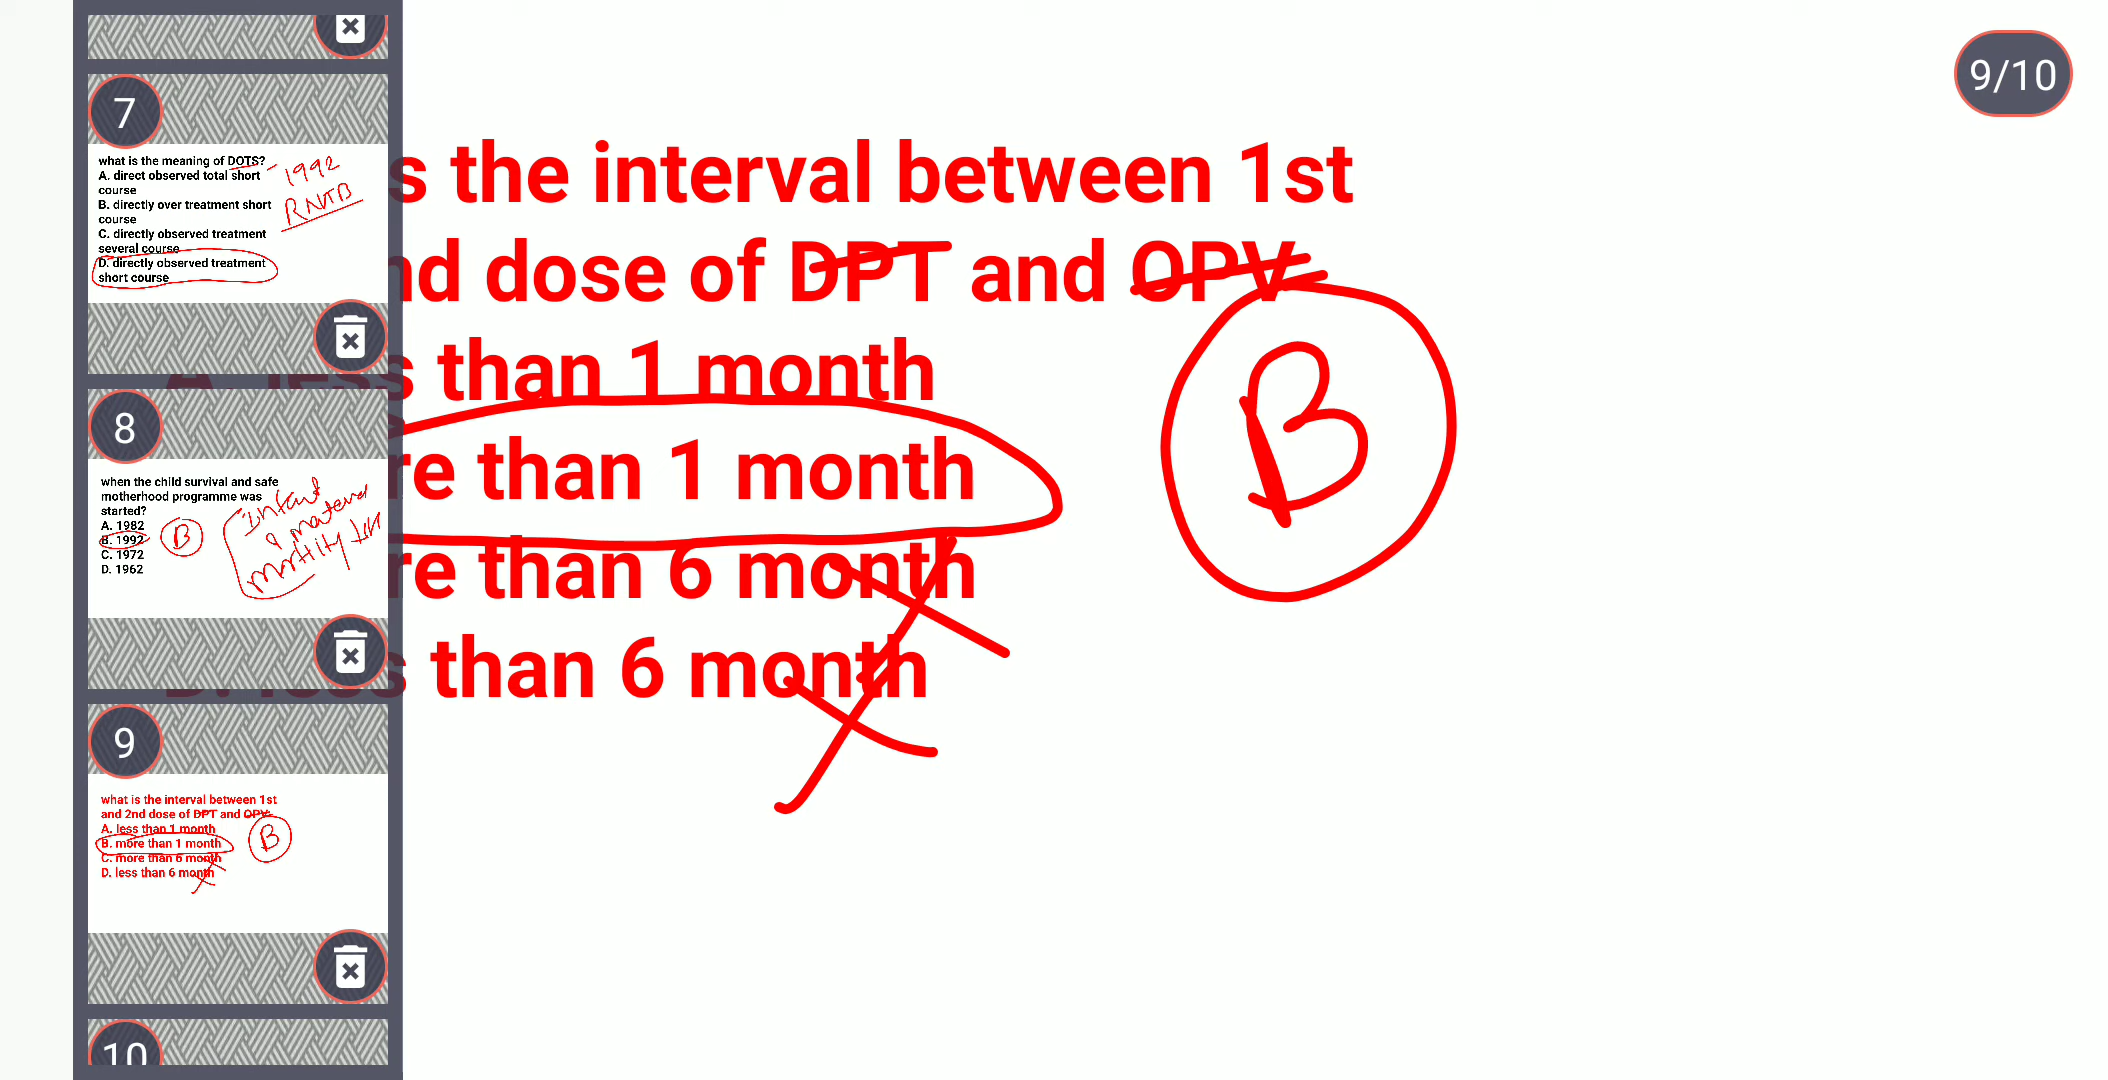 7
what is the meaning of DOTS?
A. direct observed total short
course
B. directly over treatment short
course
C. directly observed treatment
several course
D. directly observed treatment
short course
1992
RNTB
8
when the child survival and safe
motherhood programme was
started?
A. 1982
B. 1992
C. 1972
D. 1962
B
9
what is the interval between 1st
and 2nd dose of DPT and OPV
A. less than 1 month
B. more than 1 month
C. more than 6 month
D. less than 6 month
B
10
s the interval between 1st
nd dose of DPT and OPV
A. less than 1 month
re than 1 month
re than 6 month
D. less than 6 month
B
9/10